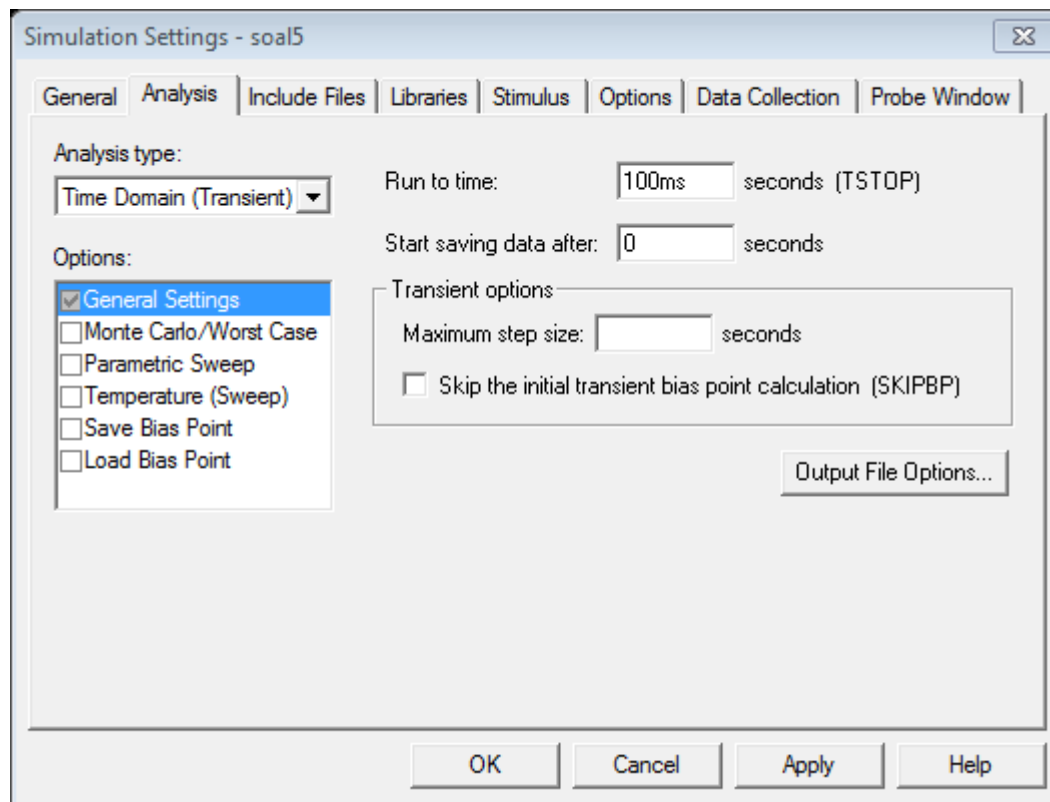 Simulation Settings - soal5
General Analysis Include Files Libraries Stimulus Options Data Collection Probe Window
Analysis type:
Time Domain (Transient)
Options:
General Settings
Monte Carlo/Worst Case
Parametric Sweep
Temperature (Sweep)
Save Bias Point
Load Bias Point
Run to time: 100ms seconds (TSTOP)
Start saving data after: 0 seconds
Transient options
Maximum step size: seconds
Skip the initial transient bias point calculation (SKIPBP)
Output File Options...
OK Cancel Apply Help